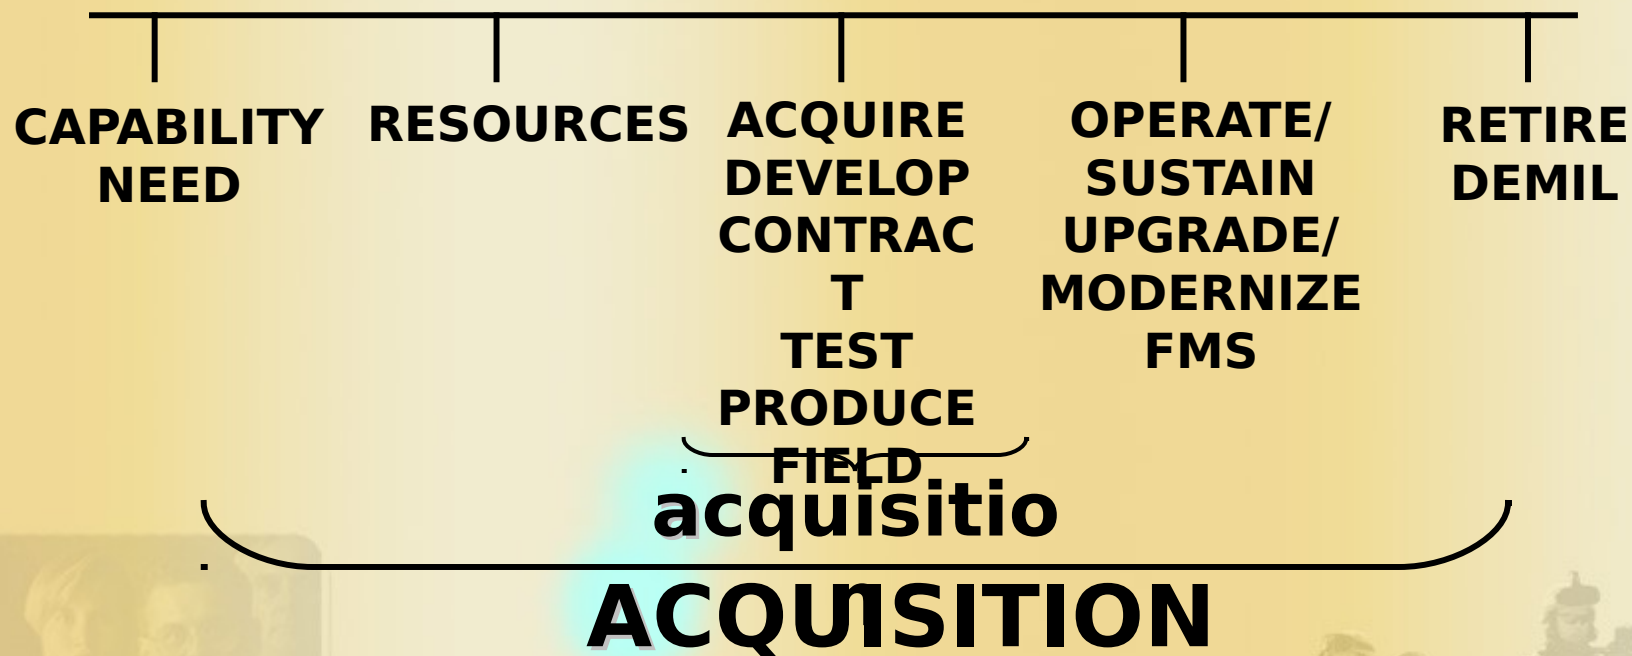 CAPABILITY
NEED
RESOURCES
ACQUIRE
DEVELOP
CONTRAC
T
TEST
PRODUCE
FIELD
OPERATE/
SUSTAIN
UPGRADE/
MODERNIZE
FMS
RETIRE
DEMIL
acquisitio
n
ACQUISITION